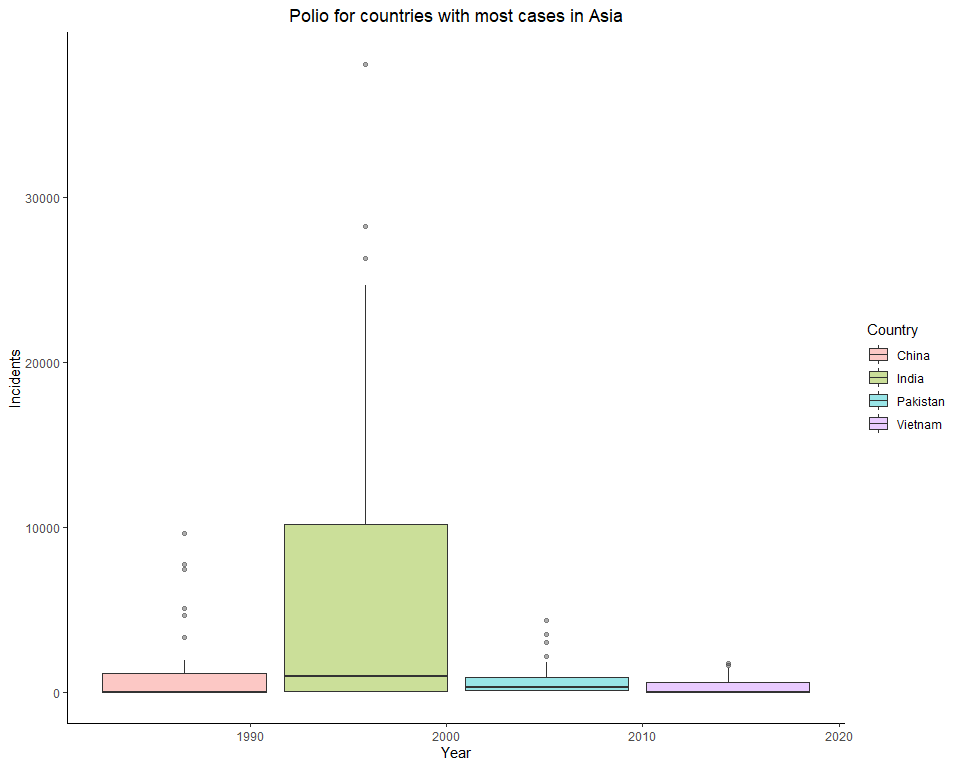 Polio for countries with most cases in Asia
Incidents
30000
20000
10000
0
1990
2000
2010
2020
Year
Country
China
India
Pakistan
Vietnam